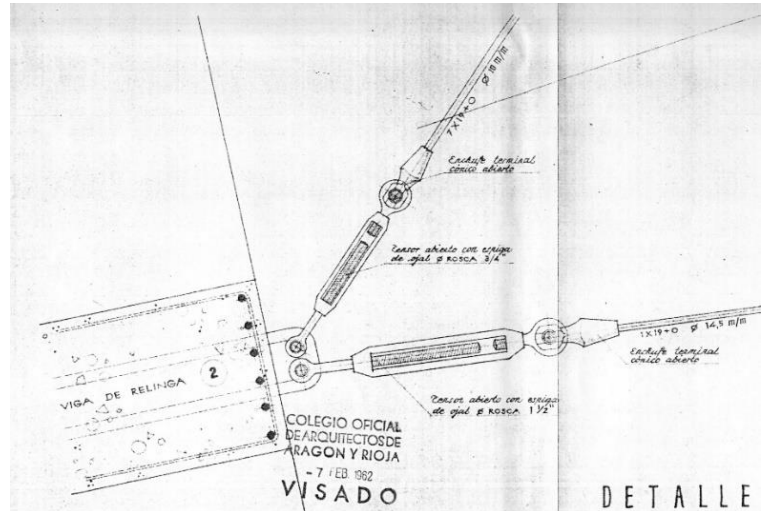 7X19+0 Ø m/m
Enchufe terminal
cónico abierto
Tensor abierto con espiga
de ojal Ø ROSCA 3/4"
1X19+0 Ø 14,5 m/m
Enchufe terminal
cónico abierto
VIGA DE RELINGA 2
Tensor abierto con espiga
de ojal Ø ROSCA 1 1/2"
COLEGIO OFICIAL
DE ARQUITECTOS DE
ARAGON Y RIOJA
- 7 FEB. 1962
VISADO
DETALLE